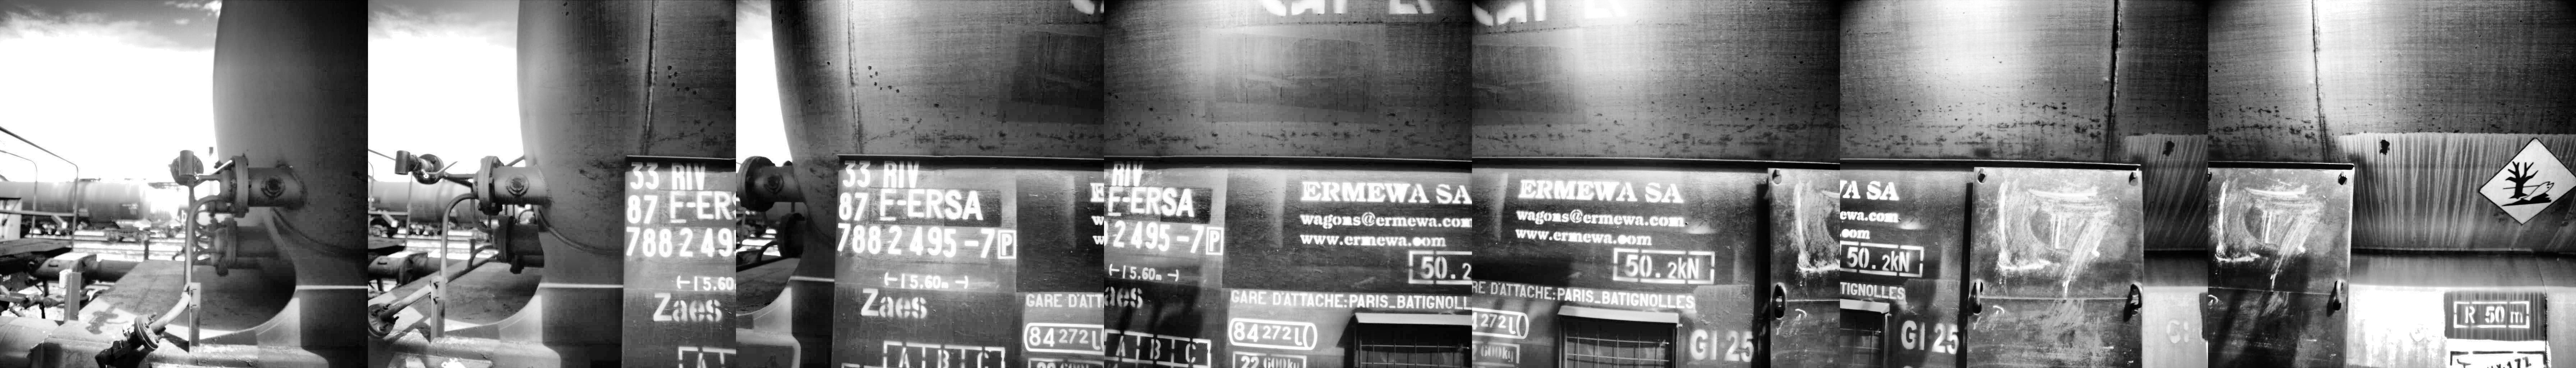 33 RIV
87 F-ERSA
788 2 495-7 P
15.60m
Zaes
A B C
ERMEWA SA
wagons@ermewa.com
www.ermewa.com
50.2kN
GARE D'ATTACHE:PARIS_BATIGNOLLES
84 272 L
22 600kg
GI 25
R 50 m